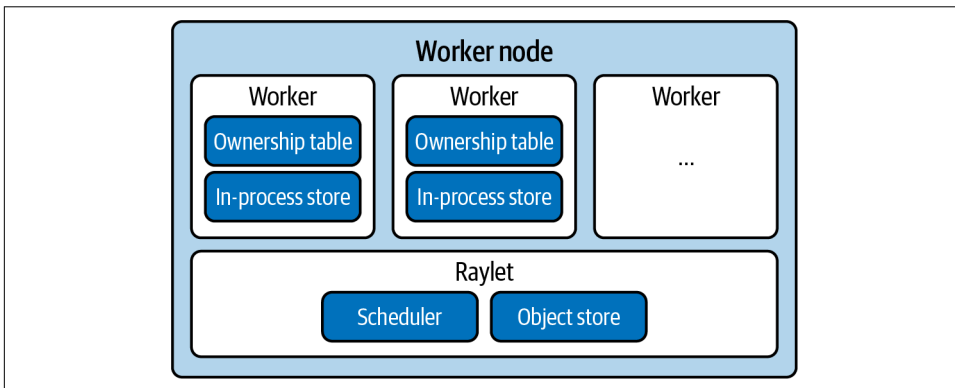 Worker node
Worker
Ownership table
In-process store
Worker
Ownership table
In-process store
Worker
...
Raylet
Scheduler
Object store